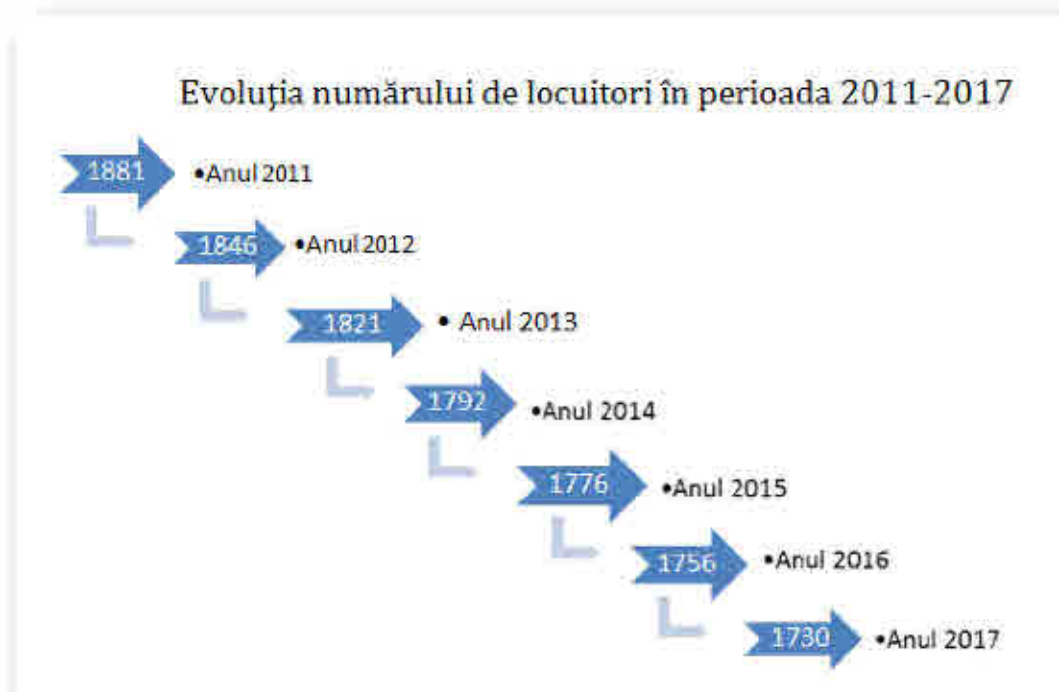 Evoluția numărului de locuitori în perioada 2011-2017
1881 •Anul 2011
1846 •Anul 2012
1821 • Anul 2013
1792 •Anul 2014
1776 •Anul 2015
1756 •Anul 2016
1730 •Anul 2017